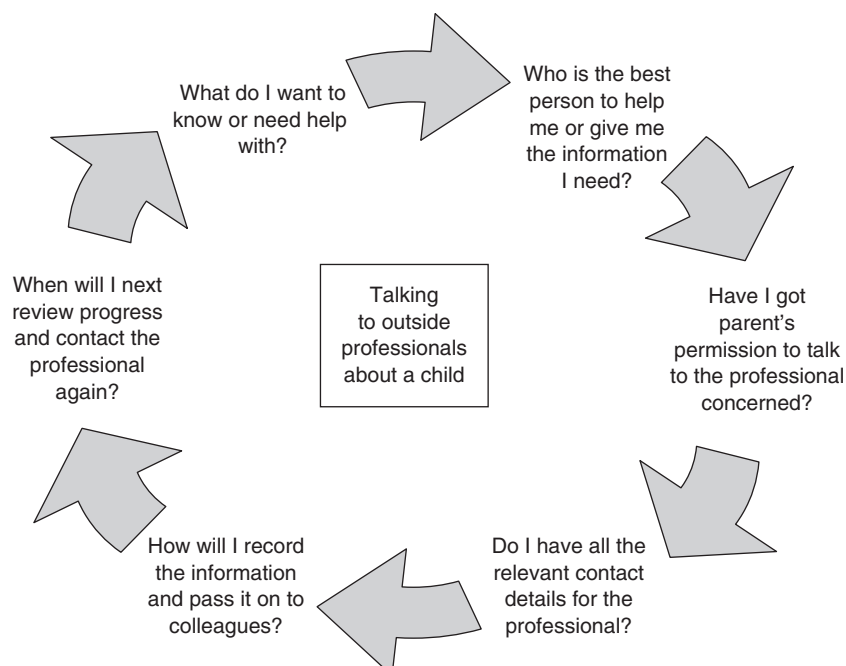 What do I want to
know or need help
with?
Who is the best
person to help
me or give me
the information
I need?
Have I got
parent's
permission to talk
to the professional
concerned?
Do I have all the
relevant contact
details for the
professional?
How will I record
the information
and pass it on to
colleagues?
When will I next
review progress
and contact the
professional
again?
Talking
to outside
professionals
about a child